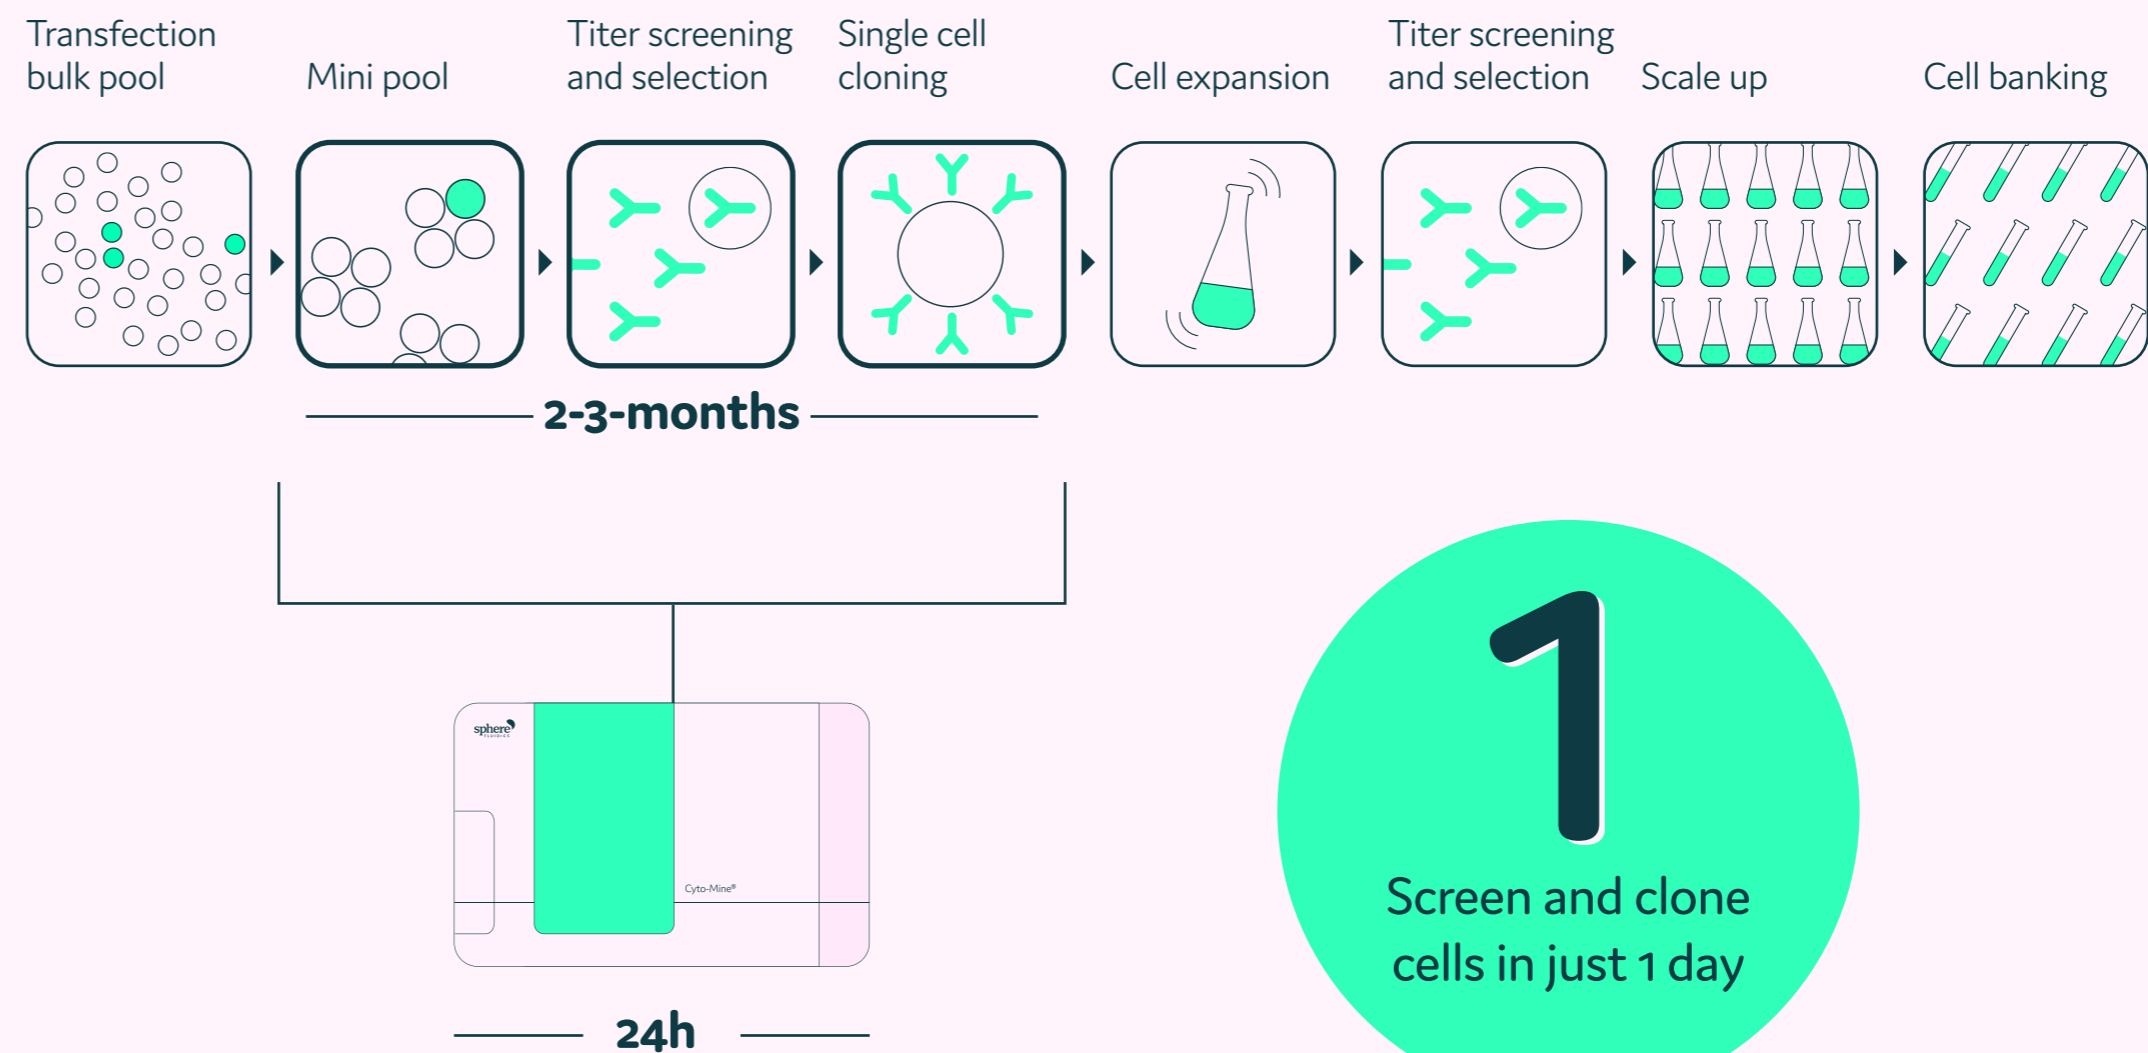 Transfection
bulk pool
Mini pool
Titer screening
and selection
Single cell
cloning
Cell expansion
Titer screening
and selection
Scale up
Cell banking
2-3-months
sphere
FLUIDICS
Cyto-Mine®
24h
1
Screen and clone
cells in just 1 day